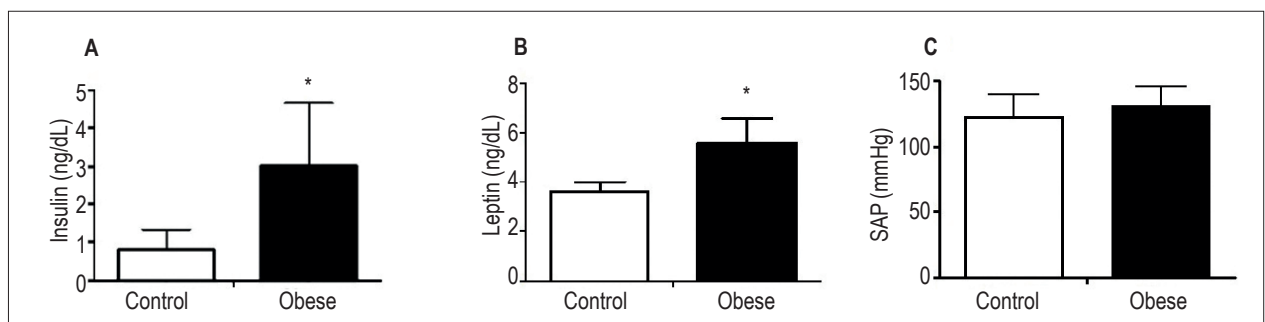 A
Insulin (ng/dL)
5
4
3
2
1
0
*
Control
Obese
B
Leptin (ng/dL)
8
6
4
2
0
*
Control
Obese
C
SAP (mmHg)
150
100
50
0
Control
Obese